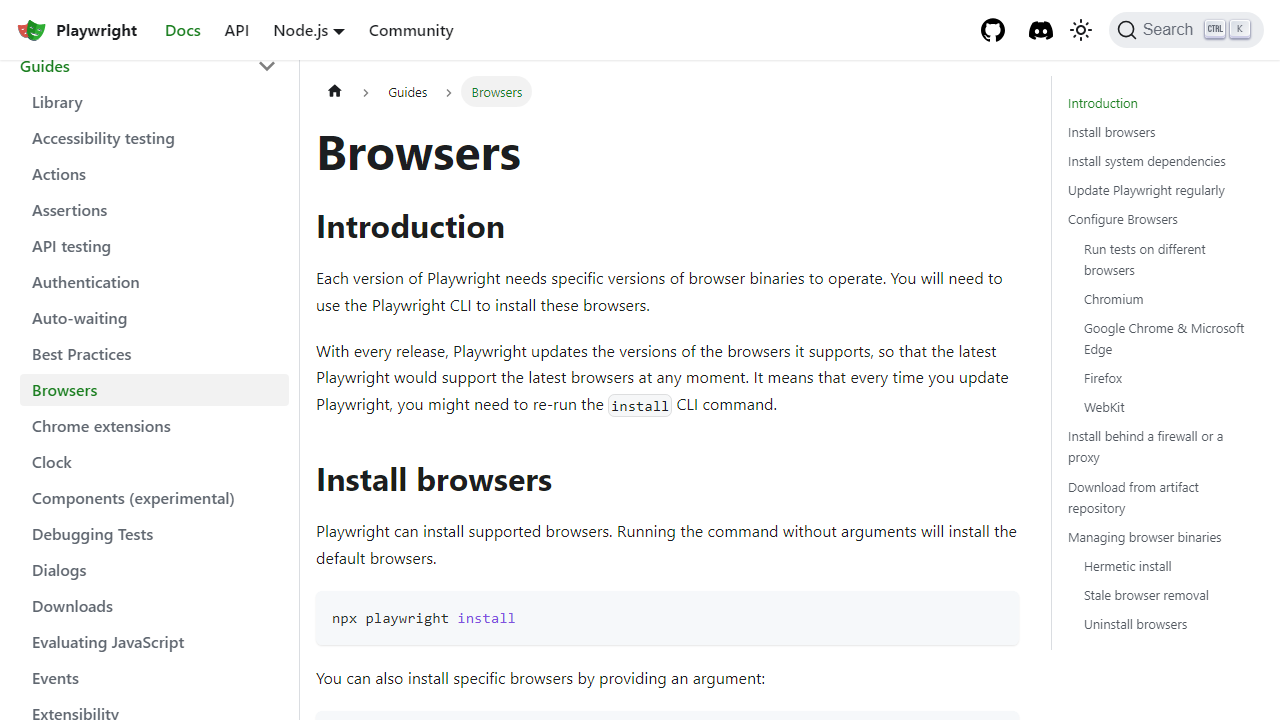 Playwright
Docs
API
Node.js
Community
Search
CTRL
K
Guides
Library
Accessibility testing
Actions
Assertions
API testing
Authentication
Auto-waiting
Best Practices
Browsers
Chrome extensions
Clock
Components (experimental)
Debugging Tests
Dialogs
Downloads
Evaluating JavaScript
Events
Extensibility
Guides
Browsers
Browsers
Introduction
Each version of Playwright needs specific versions of browser binaries to operate. You will need to
use the Playwright CLI to install these browsers.
With every release, Playwright updates the versions of the browsers it supports, so that the latest
Playwright would support the latest browsers at any moment. It means that every time you update
Playwright, you might need to re-run the install CLI command.
Install browsers
Playwright can install supported browsers. Running the command without arguments will install the
default browsers.
npx playwright install
You can also install specific browsers by providing an argument:
Introduction
Install browsers
Install system dependencies
Update Playwright regularly
Configure Browsers
Run tests on different
browsers
Chromium
Google Chrome & Microsoft
Edge
Firefox
WebKit
Install behind a firewall or a
proxy
Download from artifact
repository
Managing browser binaries
Hermetic install
Stale browser removal
Uninstall browsers